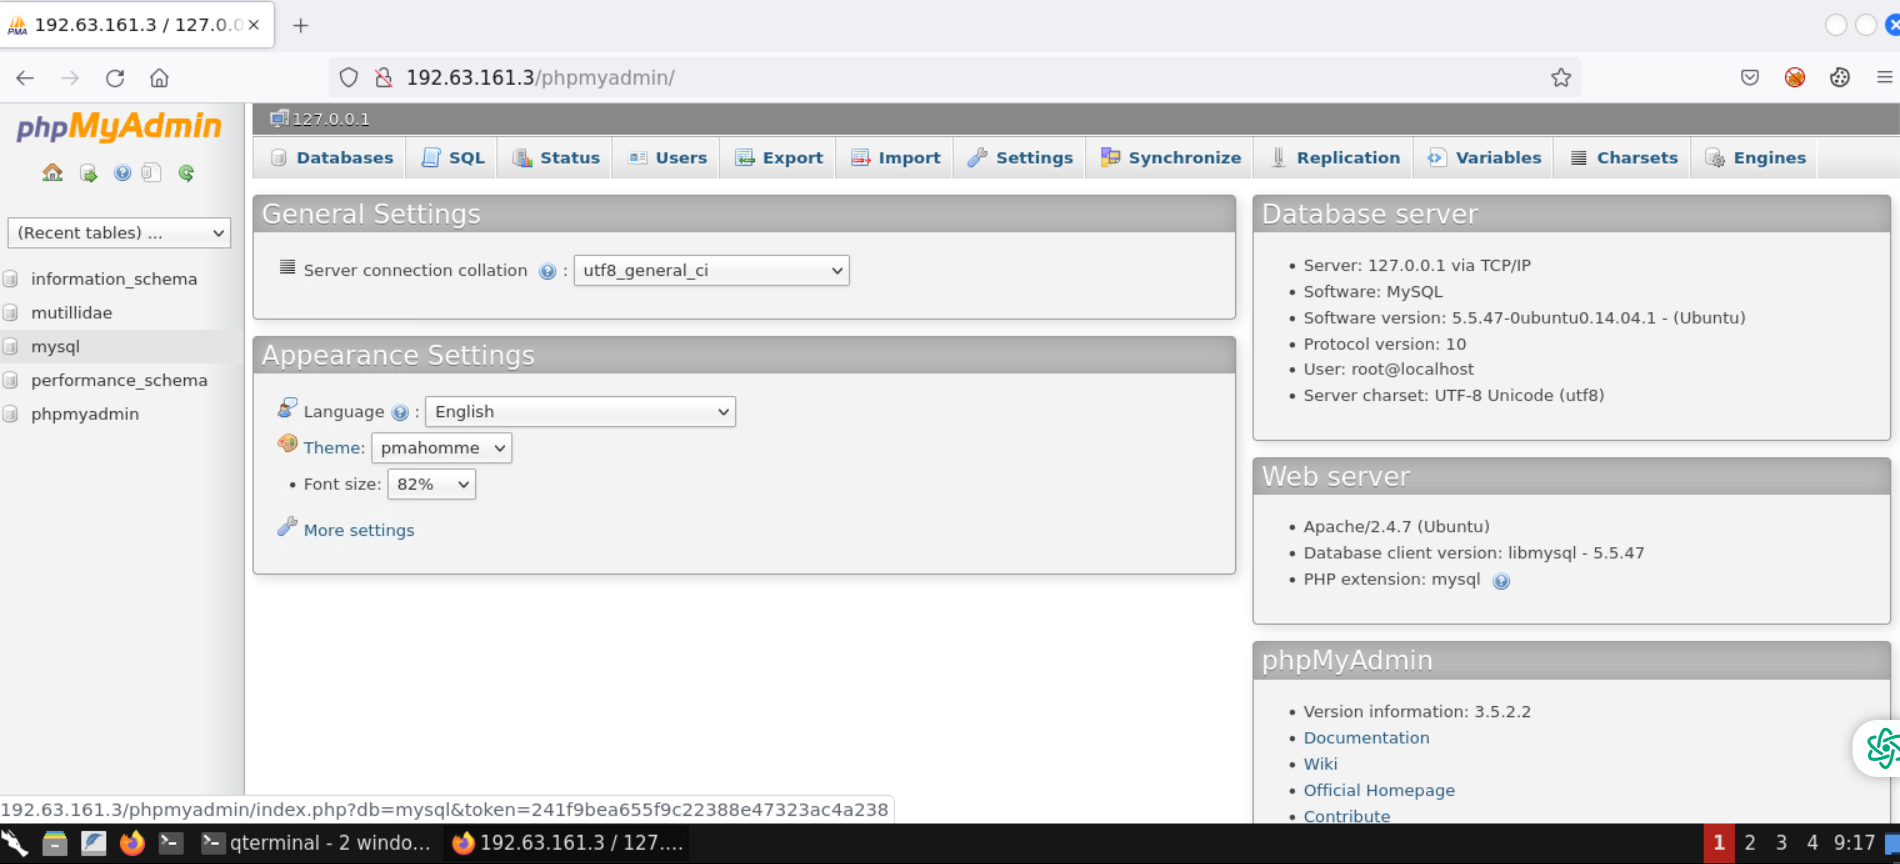 192.63.161.3 / 127.0.0
192.63.161.3/phpmyadmin/
phpMyAdmin
(Recent tables) ...
information_schema
mutillidae
mysql
performance_schema
phpmyadmin
127.0.0.1
Databases SQL Status Users Export Import Settings Synchronize Replication Variables Charsets Engines
General Settings
Server connection collation : utf8_general_ci
Appearance Settings
Language : English
Theme: pmahomme
• Font size: 82%
More settings
Database server
• Server: 127.0.0.1 via TCP/IP
• Software: MySQL
• Software version: 5.5.47-0ubuntu0.14.04.1 - (Ubuntu)
• Protocol version: 10
• User: root@localhost
• Server charset: UTF-8 Unicode (utf8)
Web server
• Apache/2.4.7 (Ubuntu)
• Database client version: libmysql - 5.5.47
• PHP extension: mysql
phpMyAdmin
• Version information: 3.5.2.2
• Documentation
• Wiki
• Official Homepage
• Contribute
192.63.161.3/phpmyadmin/index.php?db=mysql&token=241f9bea655f9c22388e47323ac4a238
qterminal - 2 windo... 192.63.161.3 / 127.... 1 2 3 4 9:17